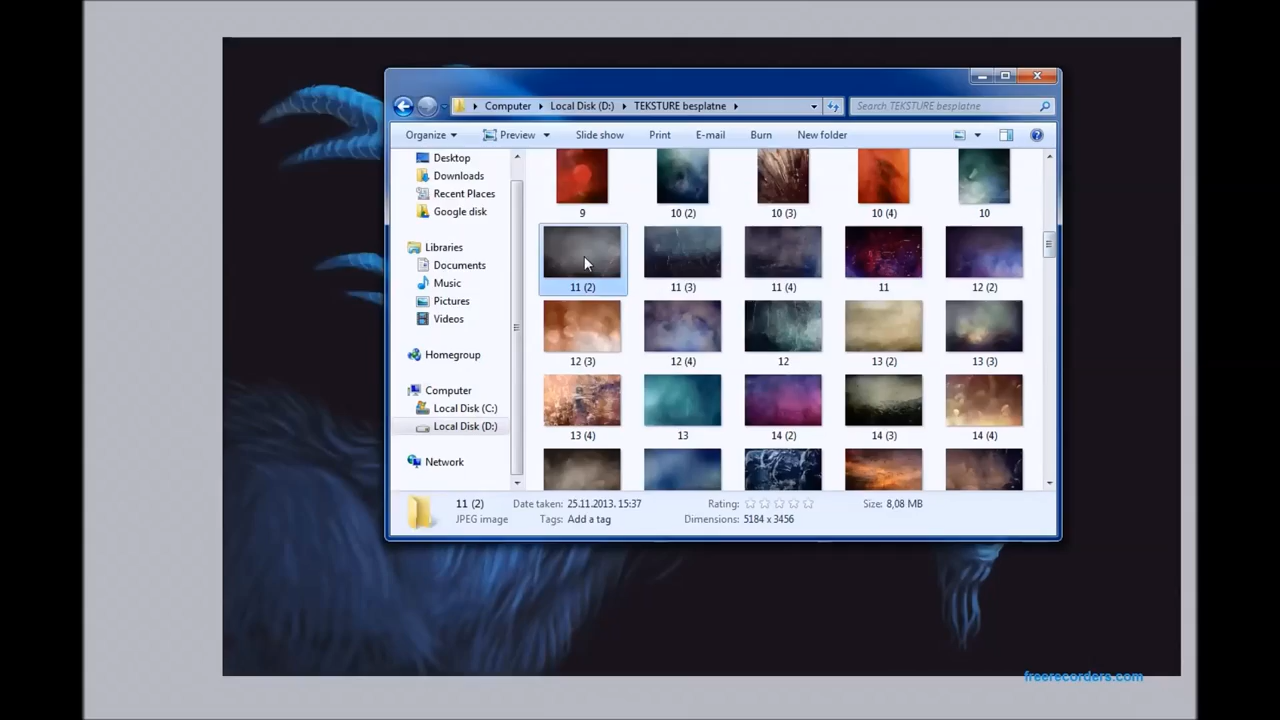 Computer
Local Disk (D:)
TEKSTURE besplatne
Search TEKSTURE besplatne
Organize
Preview
Slide show
Print
E-mail
Burn
New folder
Desktop
Downloads
Recent Places
Google disk
Libraries
Documents
Music
Pictures
Videos
Homegroup
Computer
Local Disk (C:)
Local Disk (D:)
Network
9
10 (2)
10 (3)
10 (4)
10
11 (2)
11 (3)
11 (4)
11
12 (2)
12 (3)
12 (4)
12
13 (2)
13 (3)
13 (4)
13
14 (2)
14 (3)
14 (4)
11 (2)
Date taken: 25.11.2013. 15:37
Rating:
Size: 8,08 MB
JPEG image
Tags: Add a tag
Dimensions: 5184 x 3456
freerecorders.com